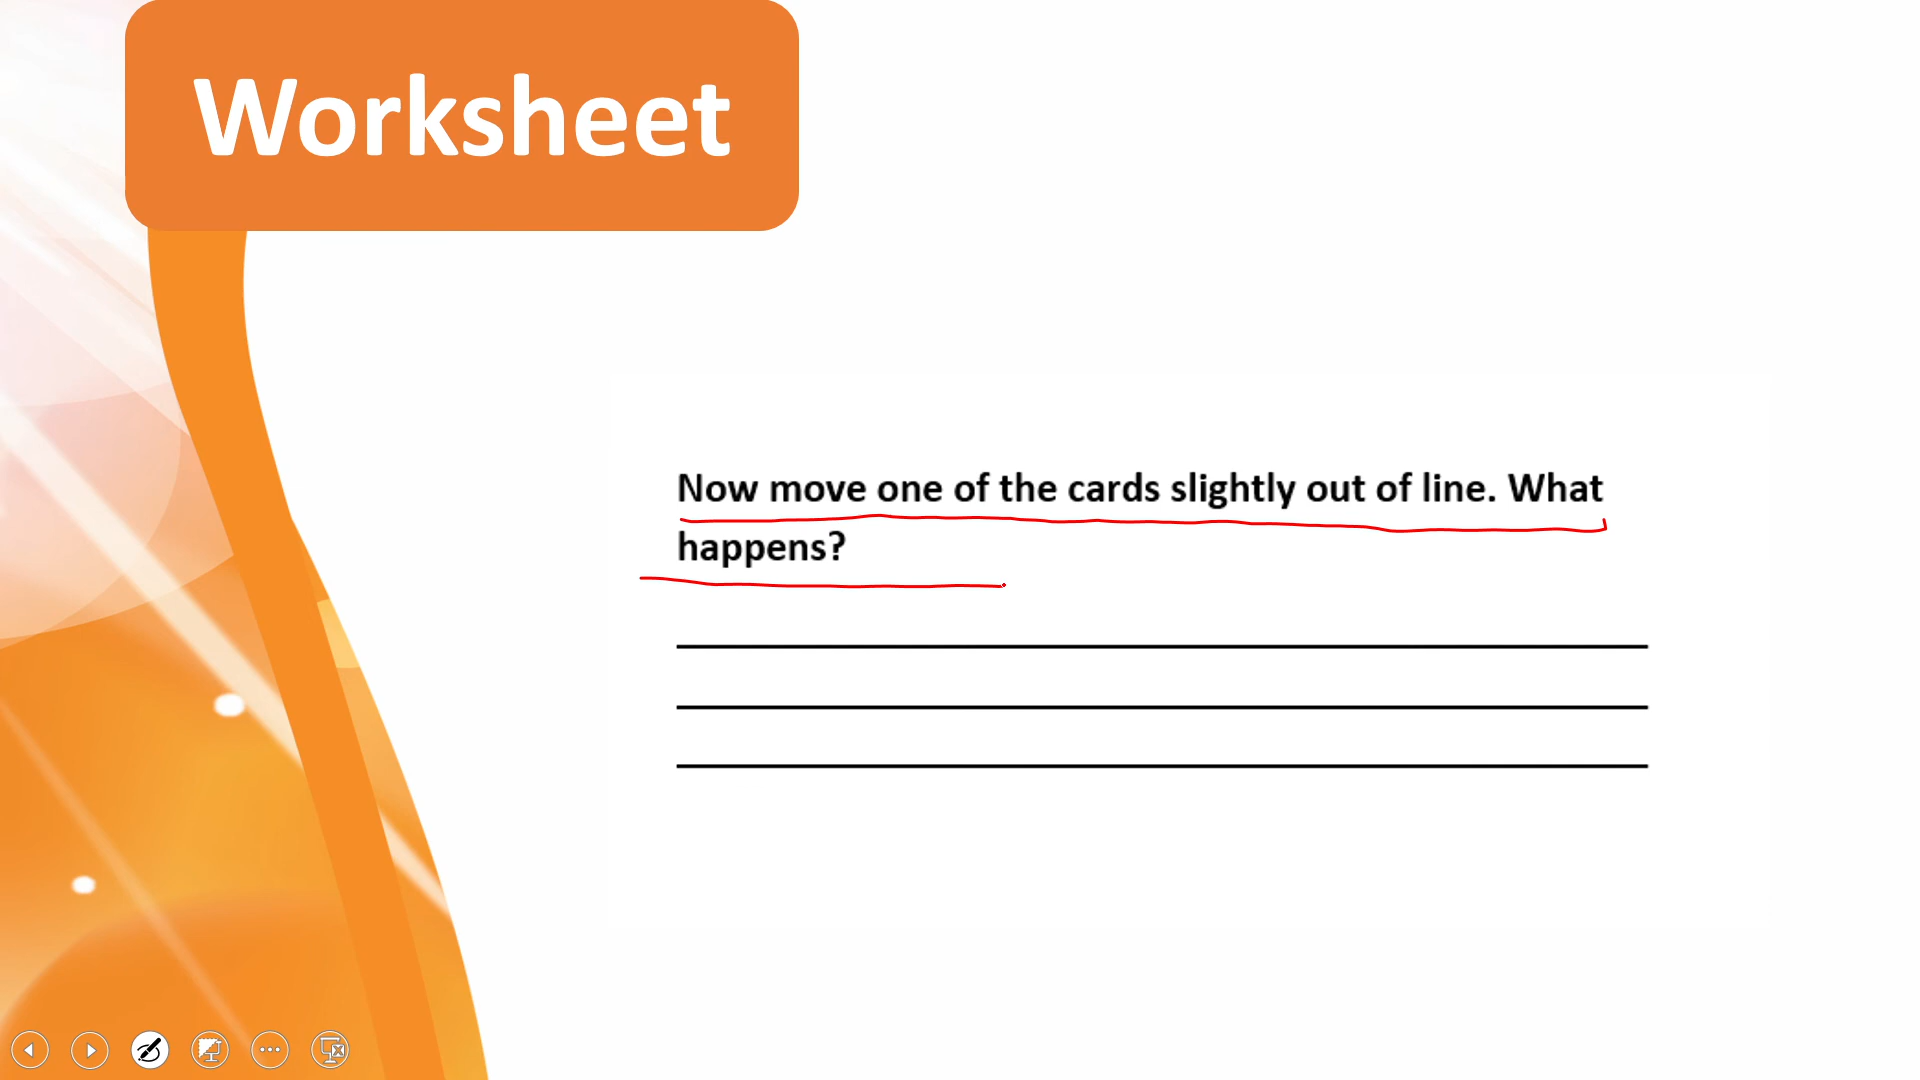 Worksheet
Now move one of the cards slightly out of line. What
happens?